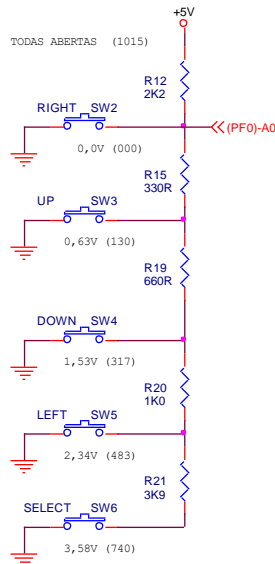 +5V
TODAS ABERTAS (1015)
R12
2K2
RIGHT SW2
(PF0)-A0
0,0V (000)
R15
330R
UP SW3
0,63V (130)
R19
660R
DOWN SW4
1,53V (317)
R20
1K0
LEFT SW5
2,34V (483)
R21
3K9
SELECT SW6
3,58V (740)